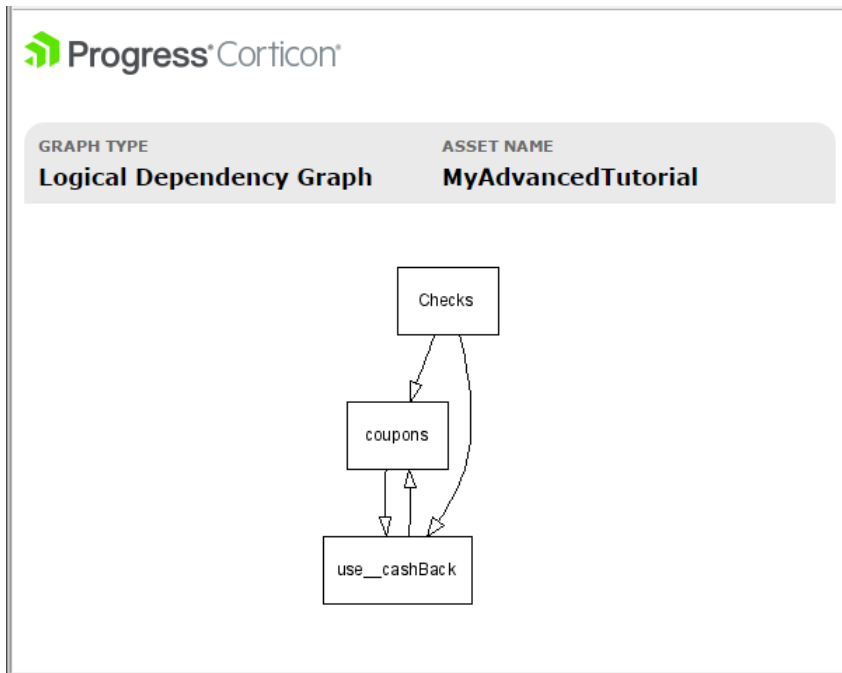 Progress® Corticon®
GRAPH TYPE
Logical Dependency Graph
ASSET NAME
MyAdvancedTutorial
Checks
coupons
use__cashBack